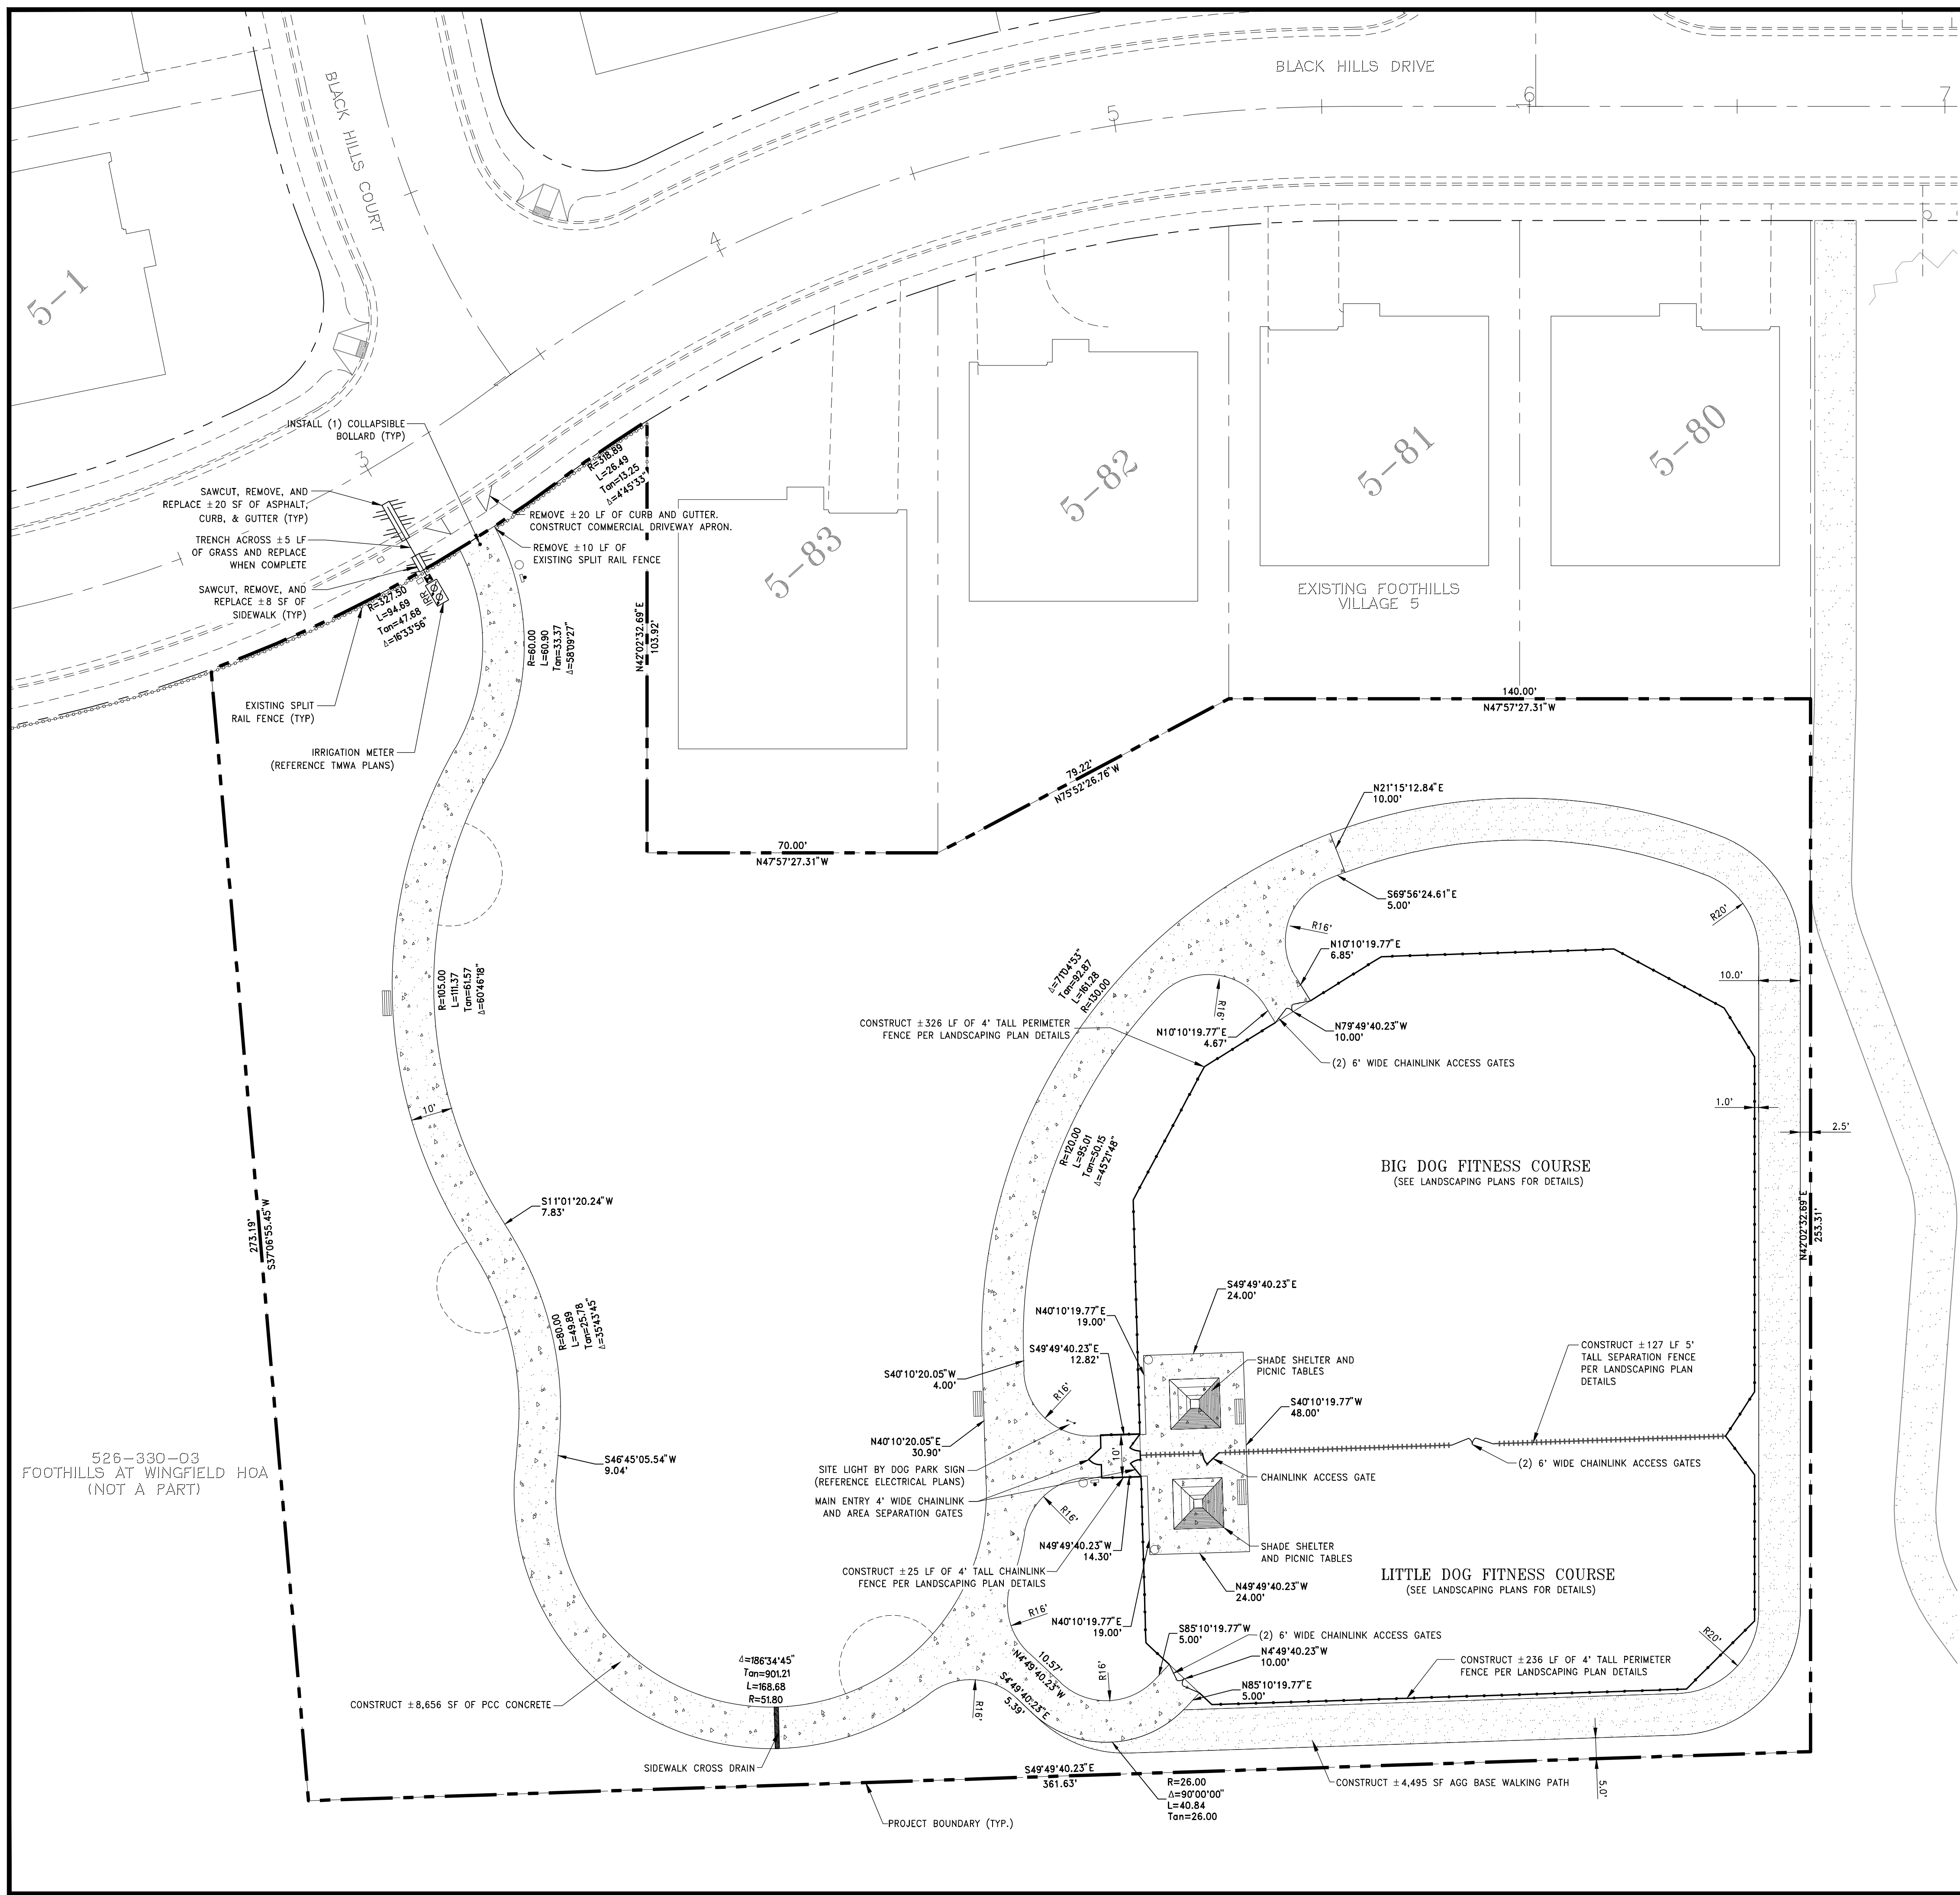 BLACK HILLS DRIVE
BLACK HILLS COURT
5
6
7
4
3
6
5-1
5-83
5-82
5-81
5-80
EXISTING FOOTHILLS
VILLAGE 5
INSTALL (1) COLLAPSIBLE
BOLLARD (TYP)
SAWCUT, REMOVE, AND
REPLACE ±20 SF OF ASPHALT,
CURB, & GUTTER (TYP)
TRENCH ACROSS ±5 LF
OF GRASS AND REPLACE
WHEN COMPLETE
SAWCUT, REMOVE, AND
REPLACE ±8 SF OF
SIDEWALK (TYP)
R=318.89
L=26.49
Tan=13.25
Δ=4°45'33"
REMOVE ±20 LF OF CURB AND GUTTER.
CONSTRUCT COMMERCIAL DRIVEWAY APRON.
REMOVE ±10 LF OF
EXISTING SPLIT RAIL FENCE
IRR
R=327.50
L=94.69
Tan=47.68
Δ=16°33'56"
EXISTING SPLIT
RAIL FENCE (TYP)
IRRIGATION METER
(REFERENCE TMWA PLANS)
R=60.00
L=60.90
Tan=33.37
Δ=58°09'27"
N42°02'32.69"E
103.92'
70.00'
N47°57'27.31"W
79.22'
N75°52'26.76"W
140.00'
N47°57'27.31"W
N21°15'12.84"E
10.00'
S69°56'24.61"E
5.00'
R16'
R20'
N10°10'19.77"E
6.85'
10.0'
R16'
N10°10'19.77"E
4.67'
N79°49'40.23"W
10.00'
(2) 6' WIDE CHAINLINK ACCESS GATES
CONSTRUCT ±326 LF OF 4' TALL PERIMETER
FENCE PER LANDSCAPING PLAN DETAILS
Δ=71°04'53"
Tan=92.87
L=161.28
R=130.00
R=105.00
L=111.37
Tan=61.57
Δ=60°46'18"
10'
R=120.00
L=95.01
Tan=50.15
Δ=45°21'48"
1.0'
2.5'
BIG DOG FITNESS COURSE
(SEE LANDSCAPING PLANS FOR DETAILS)
N42°02'32.69"E
253.31'
S11°01'20.24"W
7.83'
273.19'
S37°06'55.45"W
R=80.00
L=49.89
Tan=25.78
Δ=35°43'45"
S49°49'40.23"E
24.00'
N40°10'19.77"E
19.00'
S49°49'40.23"E
12.82'
S40°10'20.05"W
4.00'
R16'
SHADE SHELTER AND
PICNIC TABLES
S40°10'19.77"W
48.00'
CONSTRUCT ±127 LF 5'
TALL SEPARATION FENCE
PER LANDSCAPING PLAN
DETAILS
N40°10'20.05"E
30.90'
10'
SITE LIGHT BY DOG PARK SIGN
(REFERENCE ELECTRICAL PLANS)
CHAINLINK ACCESS GATE
(2) 6' WIDE CHAINLINK ACCESS GATES
MAIN ENTRY 4' WIDE CHAINLINK
AND AREA SEPARATION GATES
R16'
S46°45'05.54"W
9.04'
526-330-03
FOOTHILLS AT WINGFIELD HOA
(NOT A PART)
N49°49'40.23"W
14.30'
SHADE SHELTER
AND PICNIC TABLES
CONSTRUCT ±25 LF OF 4' TALL CHAINLINK
FENCE PER LANDSCAPING PLAN DETAILS
N49°49'40.23"W
24.00'
LITTLE DOG FITNESS COURSE
(SEE LANDSCAPING PLANS FOR DETAILS)
R16'
N40°10'19.77"E
19.00'
S85°10'19.77"W
5.00'
(2) 6' WIDE CHAINLINK ACCESS GATES
N4°49'40.23"W
10.00'
R20'
CONSTRUCT ±236 LF OF 4' TALL PERIMETER
FENCE PER LANDSCAPING PLAN DETAILS
10.57'
N4°49'40.23"W
S4°49'40.23"E
5.39'
R16'
N85°10'19.77"E
5.00'
Δ=186°34'45"
Tan=901.21
L=168.68
R=51.80
R16'
CONSTRUCT ±8,656 SF OF PCC CONCRETE
SIDEWALK CROSS DRAIN
S49°49'40.23"E
361.63'
R=26.00
Δ=90°00'00"
L=40.84
Tan=26.00
CONSTRUCT ±4,495 SF AGG BASE WALKING PATH
5.0'
PROJECT BOUNDARY (TYP.)